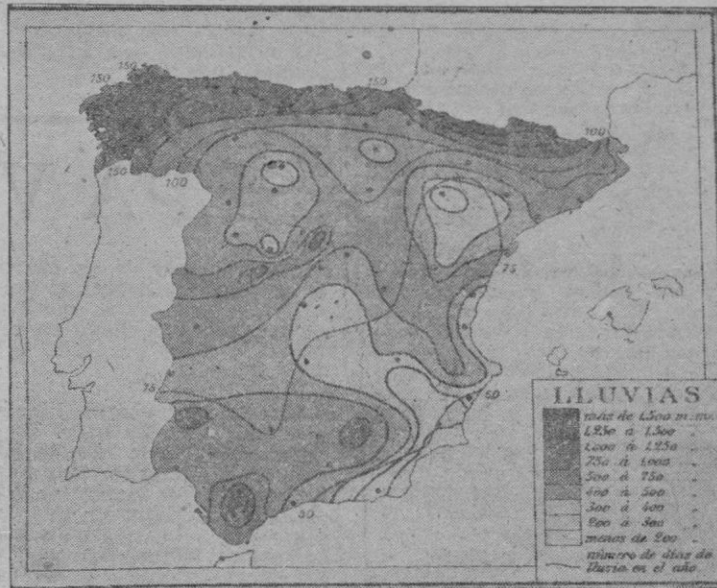 150
150
150
100
150
100
75
75
50
50
LLUVIAS
más de 1.500 m.m.
1.250 á 1.500 „
1.000 á 1.250 „
750 á 1.000 „
500 á 750 „
400 á 500 „
300 á 400 „
200 á 300 „
menos de 200 „
número de días de
lluvia en el año